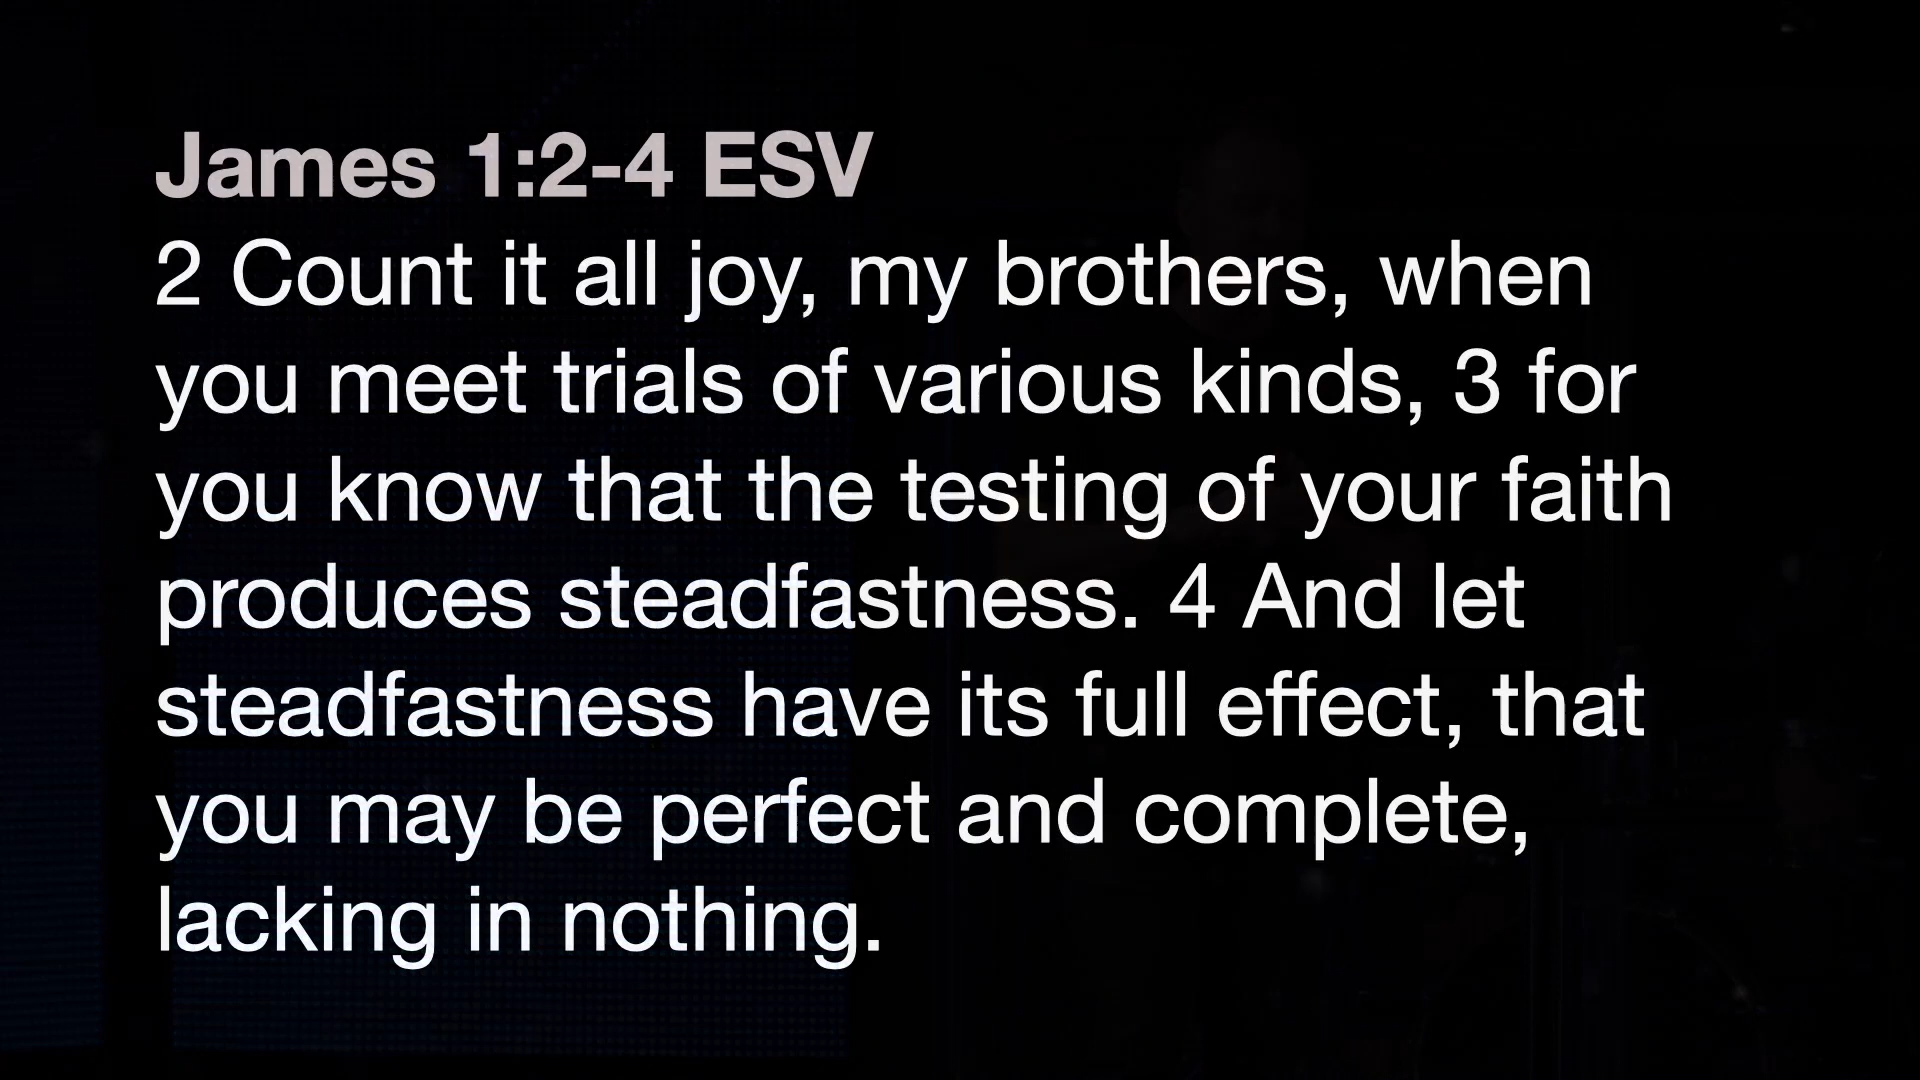 James 1:2-4 ESV
2 Count it all joy, my brothers, when
you meet trials of various kinds, 3 for
you know that the testing of your faith
produces steadfastness. 4 And let
steadfastness have its full effect, that
you may be perfect and complete,
lacking in nothing.